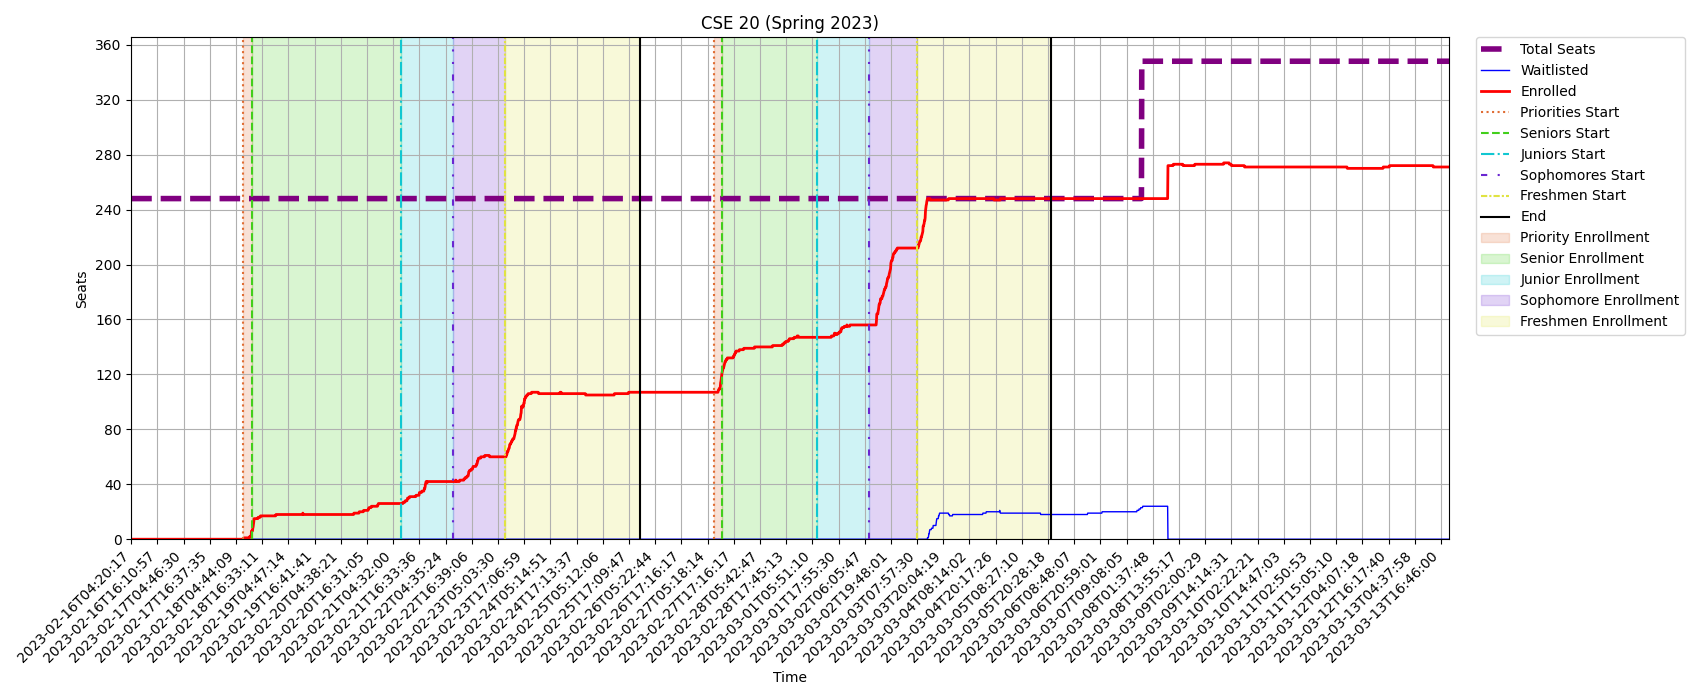 CSE 20 (Spring 2023)
Seats
360
320
280
240
200
160
120
80
40
0
2023-02-16T04:20:17
2023-02-16T16:10:57
2023-02-17T04:46:30
2023-02-17T16:37:35
2023-02-18T04:44:09
2023-02-18T16:33:11
2023-02-19T04:47:14
2023-02-19T16:41:41
2023-02-20T04:38:21
2023-02-20T16:31:05
2023-02-21T04:32:00
2023-02-21T16:33:36
2023-02-22T04:35:24
2023-02-22T16:39:06
2023-02-23T05:03:30
2023-02-23T17:06:59
2023-02-24T05:14:51
2023-02-24T17:13:37
2023-02-25T05:12:06
2023-02-25T17:09:47
2023-02-26T05:22:44
2023-02-26T17:16:17
2023-02-27T05:18:14
2023-02-27T17:16:17
2023-02-28T05:42:47
2023-02-28T17:45:13
2023-03-01T05:51:10
2023-03-01T17:55:30
2023-03-02T06:05:47
2023-03-02T19:48:01
2023-03-03T07:57:30
2023-03-03T20:04:19
2023-03-04T08:14:02
2023-03-04T20:17:26
2023-03-05T08:27:10
2023-03-05T20:28:18
2023-03-06T08:48:07
2023-03-06T20:59:01
2023-03-07T09:08:05
2023-03-08T01:37:48
2023-03-08T13:55:17
2023-03-09T02:00:29
2023-03-09T14:14:31
2023-03-10T02:22:21
2023-03-10T14:47:03
2023-03-11T02:50:53
2023-03-11T15:05:10
2023-03-12T04:07:18
2023-03-12T16:17:40
2023-03-13T04:37:58
2023-03-13T16:46:00
Time
Total Seats
Waitlisted
Enrolled
Priorities Start
Seniors Start
Juniors Start
Sophomores Start
Freshmen Start
End
Priority Enrollment
Senior Enrollment
Junior Enrollment
Sophomore Enrollment
Freshmen Enrollment